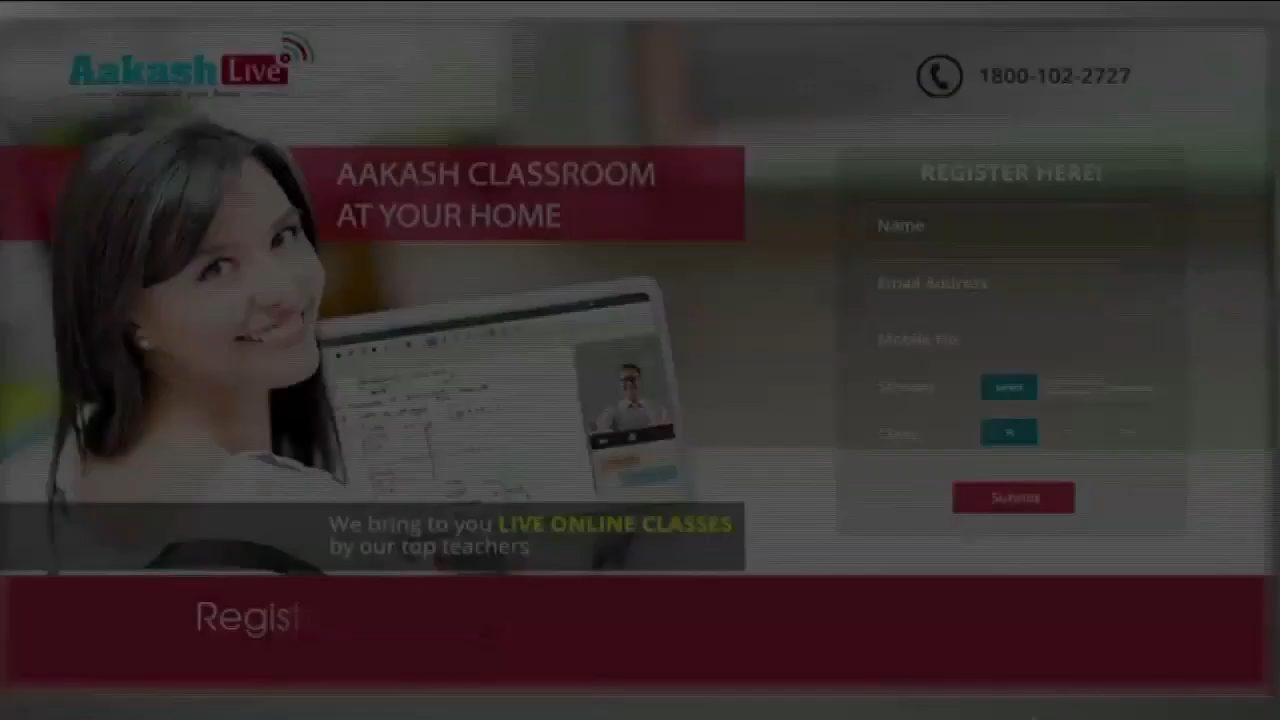 Aakash Live
1800-102-2727
AAKASH CLASSROOM
AT YOUR HOME
REGISTER HERE!
Name
Email Address
Mobile No
Submit
We bring to you LIVE ONLINE CLASSES
by our top teachers
Regist